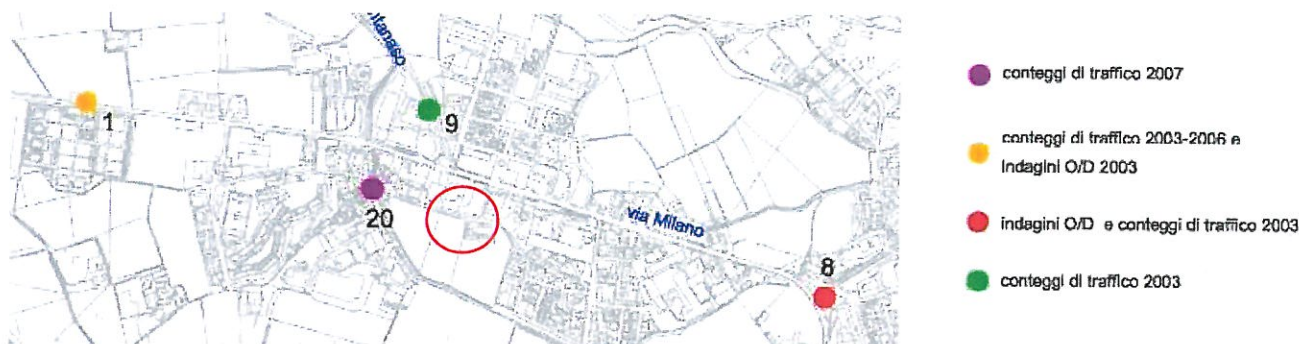 1
9
20
via Milano
8
conteggi di traffico 2007
conteggi di traffico 2003-2006 e
indagini O/D 2003
indagini O/D e conteggi di traffico 2003
conteggi di traffico 2003